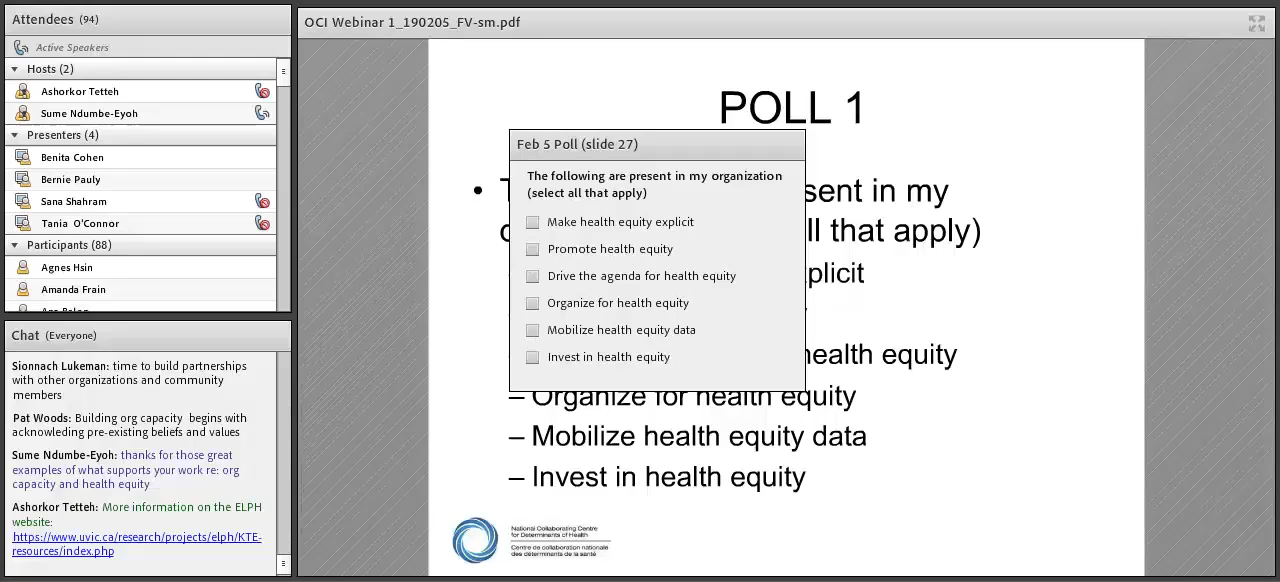 Attendees (94)
Active Speakers
Hosts (2)
Ashorkor Tetteh
Sume Ndumbe-Eyoh
Presenters (4)
Benita Cohen
Bernie Pauly
Sana Shahram
Tania O'Connor
Participants (88)
Agnes Hsin
Amanda Frain
Chat (Everyone)
Sionnach Lukeman: time to build partnerships
with other organizations and community
members
Pat Woods: Building org capacity begins with
acknowleding pre-existing beliefs and values
Sume Ndumbe-Eyoh: thanks for those great
examples of what supports your work re: org
capacity and health equity
Ashorkor Tetteh: More information on the ELPH
website:
https://www.uvic.ca/research/projects/elph/KTE-
resources/index.php
OCI Webinar 1_190205_FV-sm.pdf
POLL 1
Feb 5 Poll (slide 27)
The following are present in my organization
(select all that apply)
Make health equity explicit
Promote health equity
Drive the agenda for health equity
Organize for health equity
Mobilize health equity data
Invest in health equity
• T sent in my
ll that apply)
plicit
health equity
– Organize for health equity
– Mobilize health equity data
– Invest in health equity
National Collaborating Centre
for Determinants of Health
Centre de collaboration nationale
des déterminants de la santé